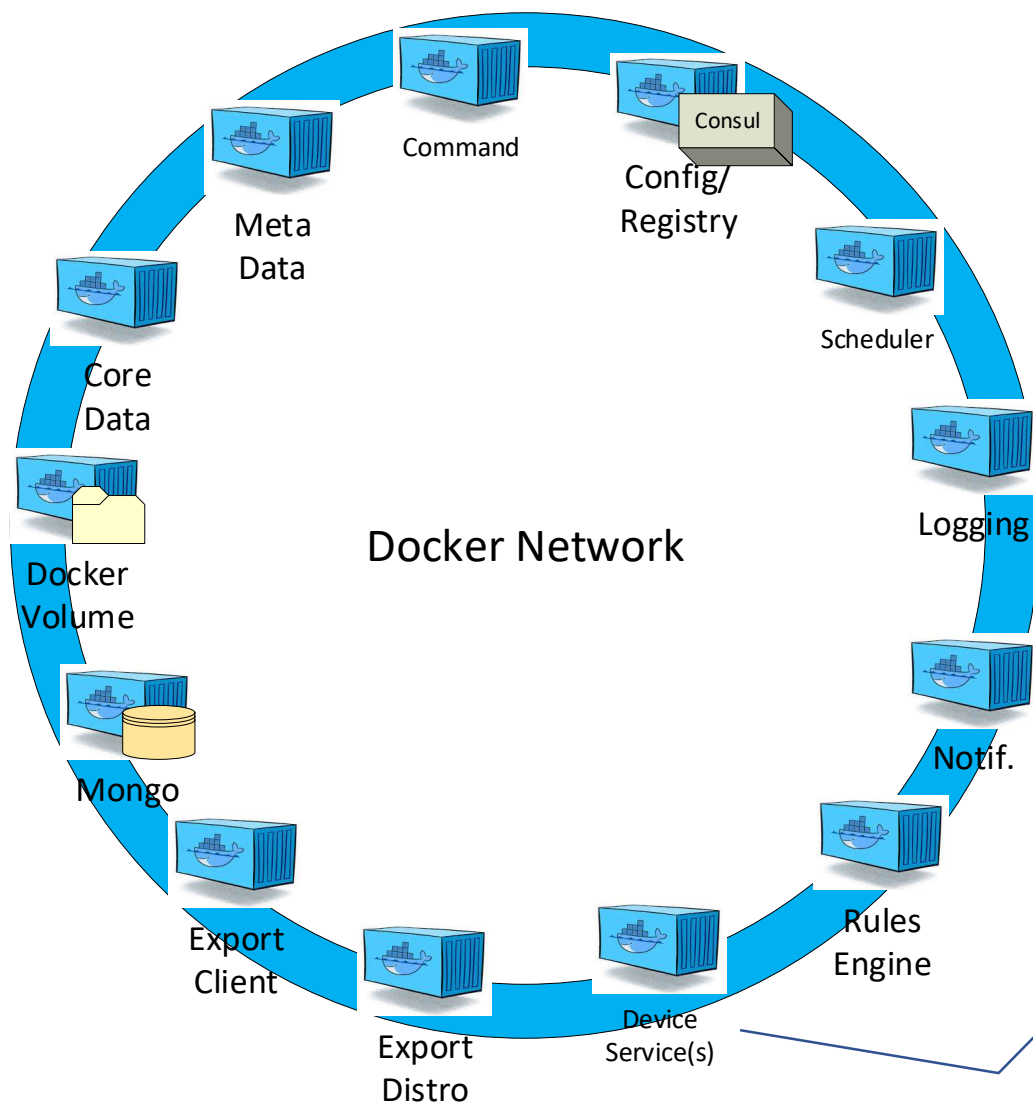 Command
Consul
Config/
Registry
Meta
Data
Scheduler
Core
Data
Logging
Docker Network
Docker
Volume
Notif.
Mongo
Rules
Engine
Export
Client
Device
Service(s)
Export
Distro